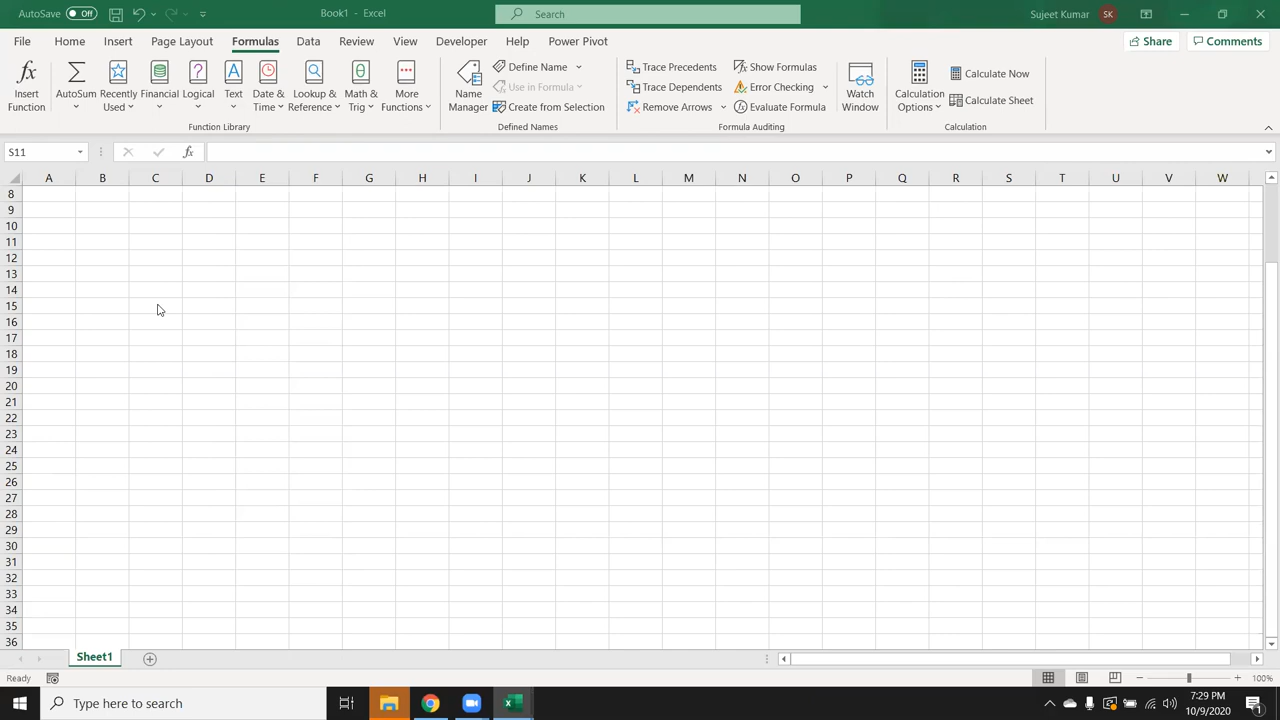 AutoSave Off Book1 - Excel Search Sujeet Kumar SK
File Home Insert Page Layout Formulas Data Review View Developer Help Power Pivot Share Comments
Insert Function AutoSum Recently Used Financial Logical Text Date & Time Lookup & Reference Math & Trig More Functions
Function Library
Name Manager Define Name Use in Formula Create from Selection
Defined Names
Trace Precedents Trace Dependents Remove Arrows Show Formulas Error Checking Evaluate Formula
Formula Auditing
Watch Window
Calculation Options Calculate Now Calculate Sheet
Calculation
S11 fx
A B C D E F G H I J K L M N O P Q R S T U V W
8
9
10
11
12
13
14
15
16
17
18
19
20
21
22
23
24
25
26
27
28
29
30
31
32
33
34
35
36
Sheet1
Ready 100%
Type here to search 7:29 PM
10/9/2020